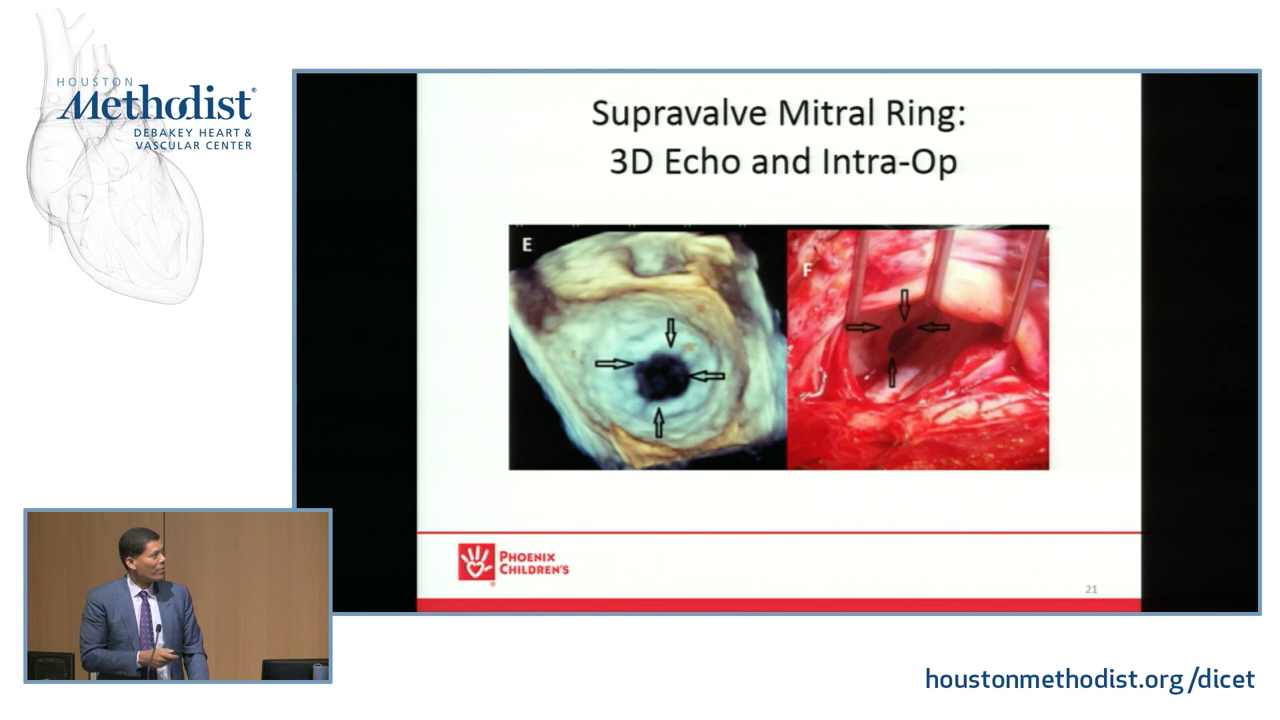 HOUSTON
Methodist®
DEBAKEY HEART &
VASCULAR CENTER
Supravalve Mitral Ring:
3D Echo and Intra-Op
E
F
PHOENIX
CHILDREN'S
21
houstonmethodist.org/dicet